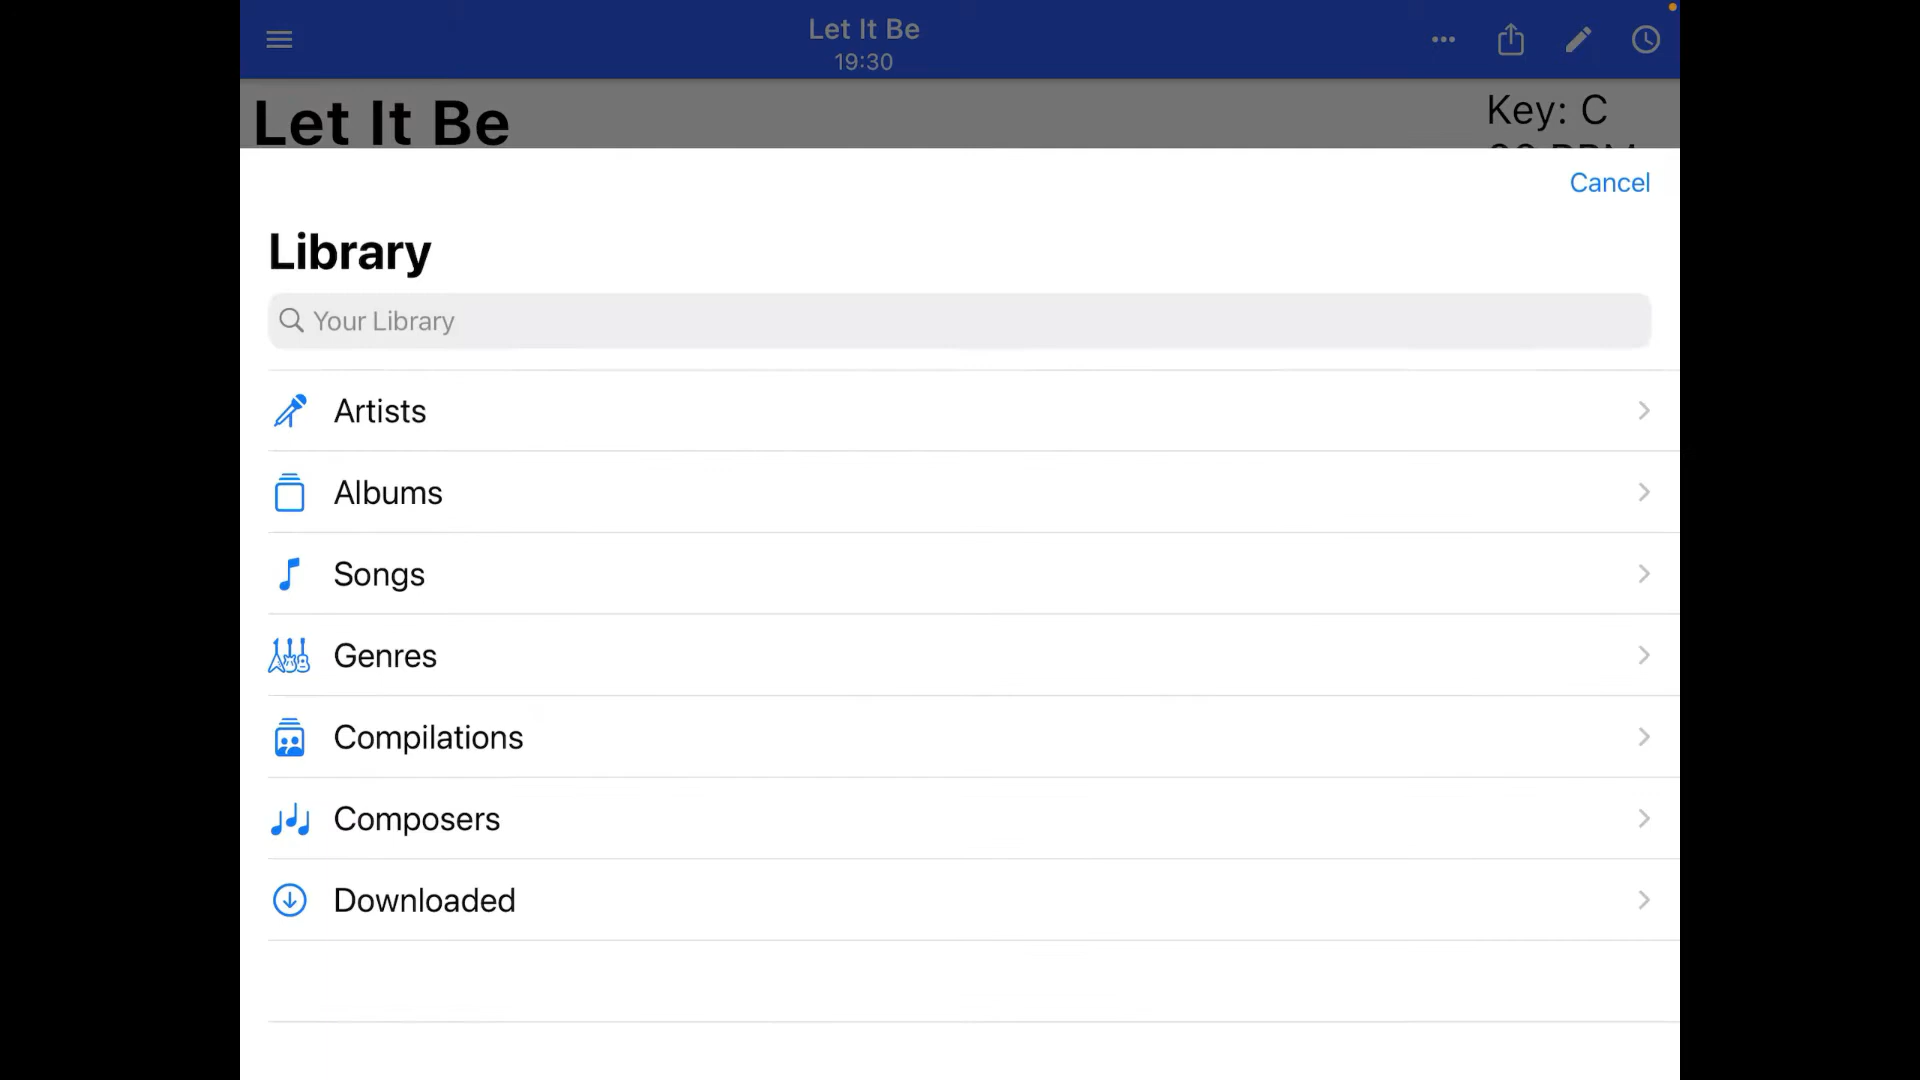 Let It Be
19:30
Let It Be
Key: C
Cancel
Library
Your Library
Artists
Albums
Songs
Genres
Compilations
Composers
Downloaded